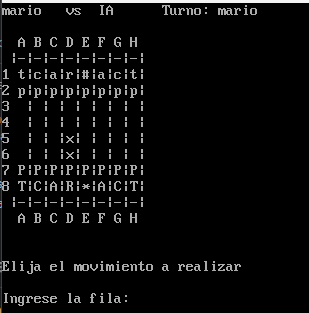 mario   vs  IA      Turno: mario
  A B C D E F G H
 |-|-|-|-|-|-|-|-|
1 t|c|a|r|#|a|c|t|
2 p|p|p|p|p|p|p|p|
3  | | | | | | | |
4  | | | | | | | |
5  | | |x| | | | |
6  | | |x| | | | |
7 P|P|P|P|P|P|P|P|
8 T|C|A|R|*|A|C|T|
 |-|-|-|-|-|-|-|-|
  A B C D E F G H
Elija el movimiento a realizar
Ingrese la fila: